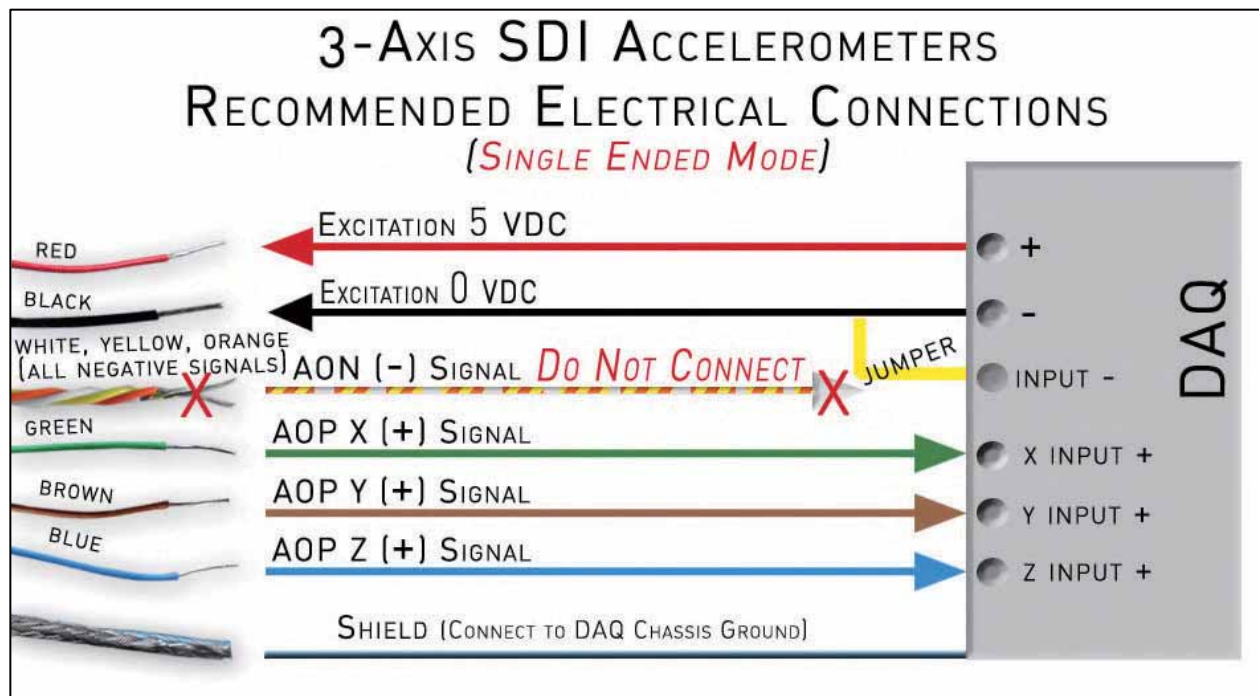 3-Axis SDI Accelerometers
Recommended Electrical Connections
(Single Ended Mode)
RED
Excitation 5 VDC
+
BLACK
Excitation 0 VDC
-
WHITE, YELLOW, ORANGE
(ALL NEGATIVE SIGNALS)
X
AON (-) Signal Do Not Connect
X
JUMPER
INPUT -
DAQ
GREEN
AOP X (+) Signal
X INPUT +
BROWN
AOP Y (+) Signal
Y INPUT +
BLUE
AOP Z (+) Signal
Z INPUT +
Shield (Connect to DAQ Chassis Ground)